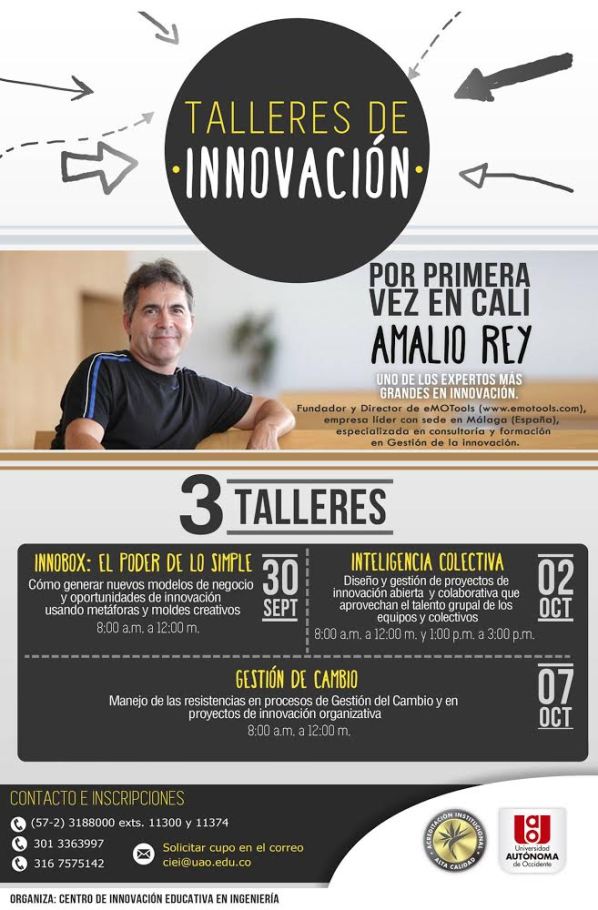 TALLERES DE
INNOVACIÓN
POR PRIMERA
VEZ EN CALI
AMALIO REY
UNO DE LOS EXPERTOS MÁS
GRANDES EN INNOVACIÓN.
Fundador y Director de eMOTools (www.emotools.com),
empresa líder con sede en Málaga (España),
especializada en consultoría y formación
en Gestión de la innovación.
3 TALLERES
INNOBOX: EL PODER DE LO SIMPLE
Cómo generar nuevos modelos de negocio
y oportunidades de innovación
usando metáforas y moldes creativos
8:00 a.m. a 12:00 m.
30
SEPT
INTELIGENCIA COLECTIVA
Diseño y gestión de proyectos de
innovación abierta y colaborativa que
aprovechan el talento grupal de los
equipos y colectivos
8:00 a.m. a 12:00 m. y 1:00 p.m. a 3:00 p.m.
02
OCT
GESTIÓN DE CAMBIO
Manejo de las resistencias en procesos de Gestión del Cambio y en
proyectos de innovación organizativa
8:00 a.m. a 12:00 m.
07
OCT
CONTACTO E INSCRIPCIONES
(57-2) 3188000 exts. 11300 y 11374
301 3363997
316 7575142
Solicitar cupo en el correo
ciei@uao.edu.co
ACREDITACIÓN INSTITUCIONAL
ALTA CALIDAD
uao
Universidad
AUTÓNOMA
de Occidente
ORGANIZA: CENTRO DE INNOVACIÓN EDUCATIVA EN INGENIERÍA